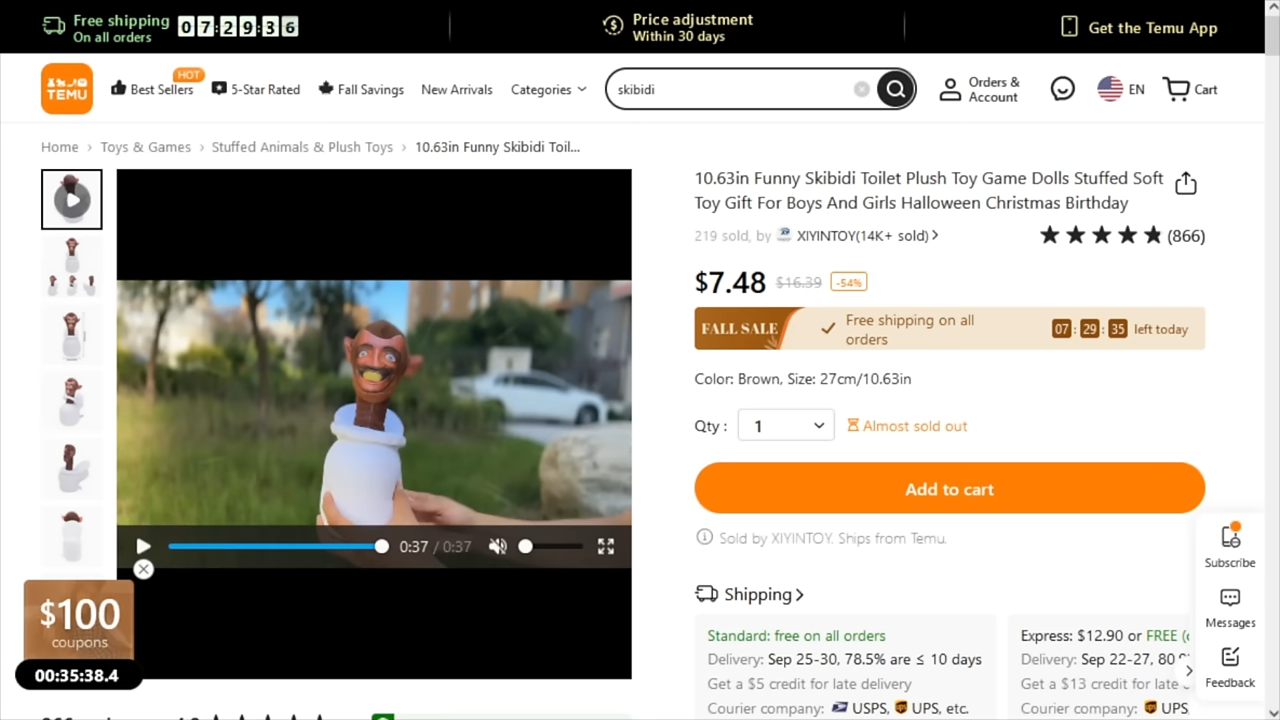 Free shipping
On all orders
07:29:36
Price adjustment
Within 30 days
Get the Temu App
TEMU
HOT
Best Sellers
5-Star Rated
Fall Savings
New Arrivals
Categories
skibidi
Orders &
Account
EN
Cart
Home › Toys & Games › Stuffed Animals & Plush Toys › 10.63in Funny Skibidi Toil...
10.63in Funny Skibidi Toilet Plush Toy Game Dolls Stuffed Soft
Toy Gift For Boys And Girls Halloween Christmas Birthday
219 sold, by XIYINTOY(14K+ sold)
(866)
$7.48 $16.39 -54%
FALL SALE
Free shipping on all
orders
07:29:35 left today
Color: Brown, Size: 27cm/10.63in
Qty : 1
Almost sold out
Add to cart
0:37 / 0:37
Sold by XIYINTOY. Ships from Temu.
Subscribe
$100
coupons
00:35:38.4
Shipping
Messages
Standard: free on all orders
Delivery: Sep 25-30, 78.5% are ≤ 10 days
Get a $5 credit for late delivery
Courier company: USPS, UPS, etc.
Express: $12.90 or FREE
Delivery: Sep 22-27, 80
Get a $13 credit for late
Courier company: UPS
Feedback